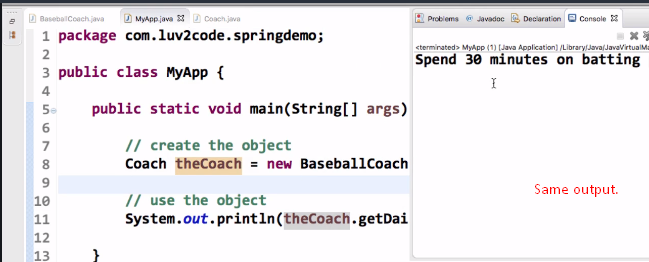 BaseballCoach.java
MyApp.java
Coach.java
1 package com.luv2code.springdemo;
2
3 public class MyApp {
4
5 public static void main(String[] args)
6
7 // create the object
8 Coach theCoach = new BaseballCoach
9
10 // use the object
11 System.out.println(theCoach.getDai
12
13 }
Problems @ Javadoc Declaration Console
<terminated> MyApp (1) [Java Application] /Library/Java/JavaVirtualMa
Spend 30 minutes on batting
Same output.